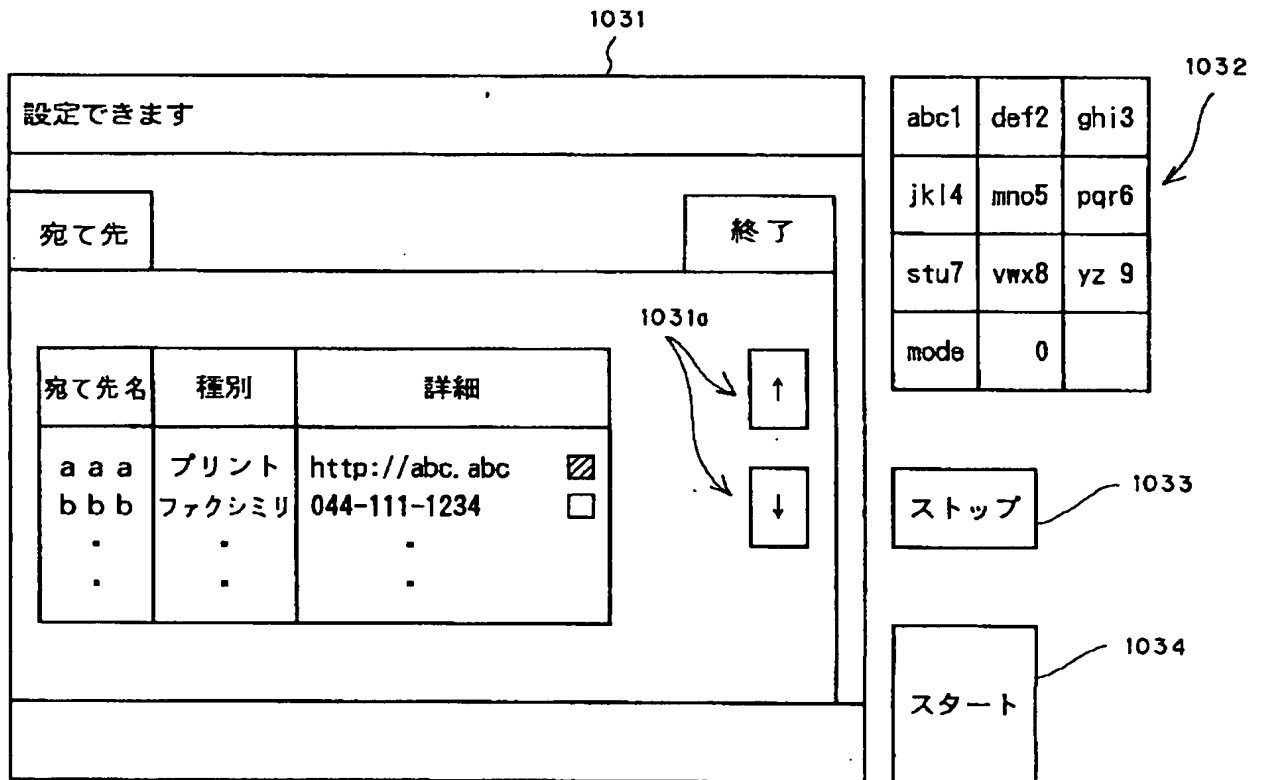 1031
1032
設定できます
abc1 def2 ghi3
jkl4 mno5 pqr6
stu7 vwx8 yz 9
mode 0
宛て先
終了
1031a
宛て先名 種別 詳細
aaa プリント http://abc.abc
bbb ファクシミリ 044-111-1234
↑
↓
ストップ
1033
スタート
1034